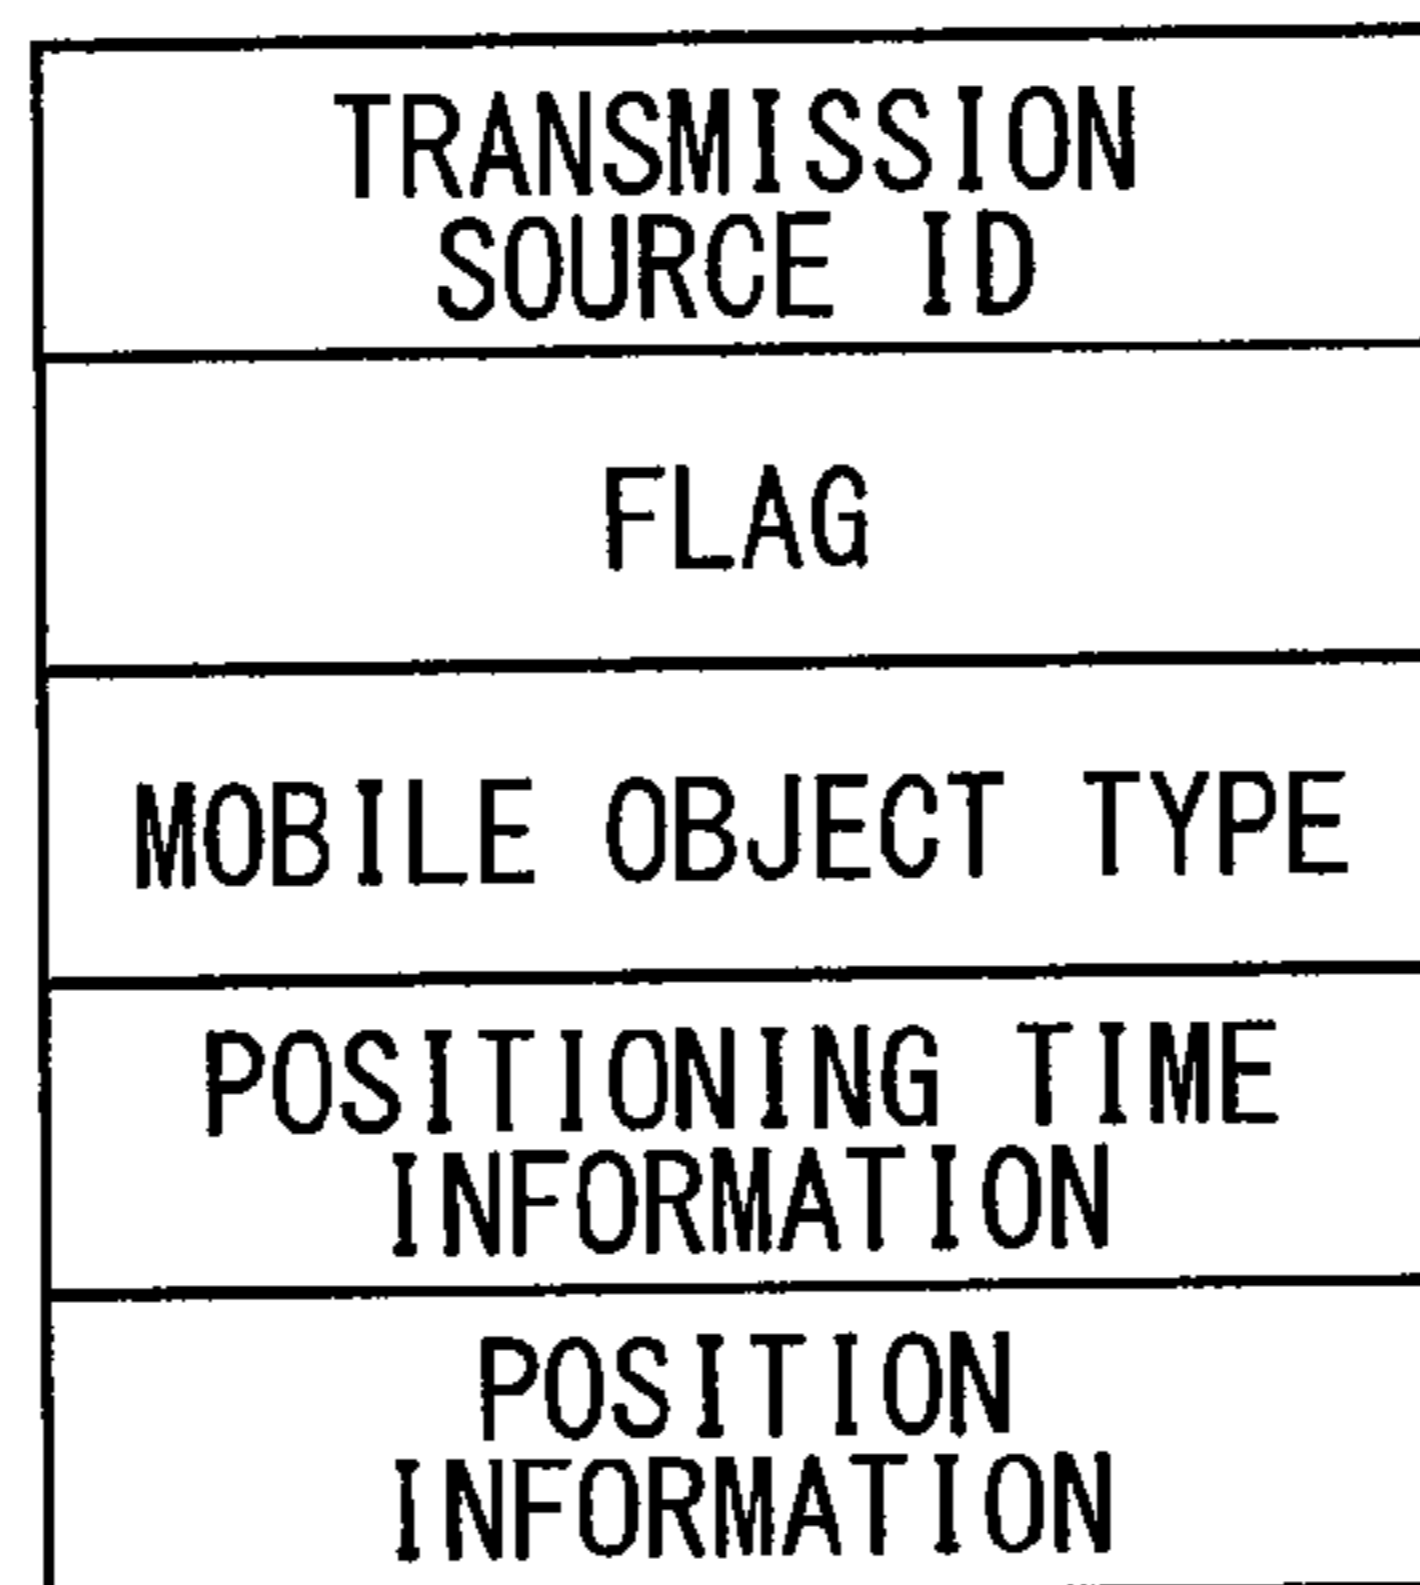 TRANSMISSION
SOURCE ID
FLAG
MOBILE OBJECT TYPE
POSITIONING TIME
INFORMATION
POSITION
INFORMATION